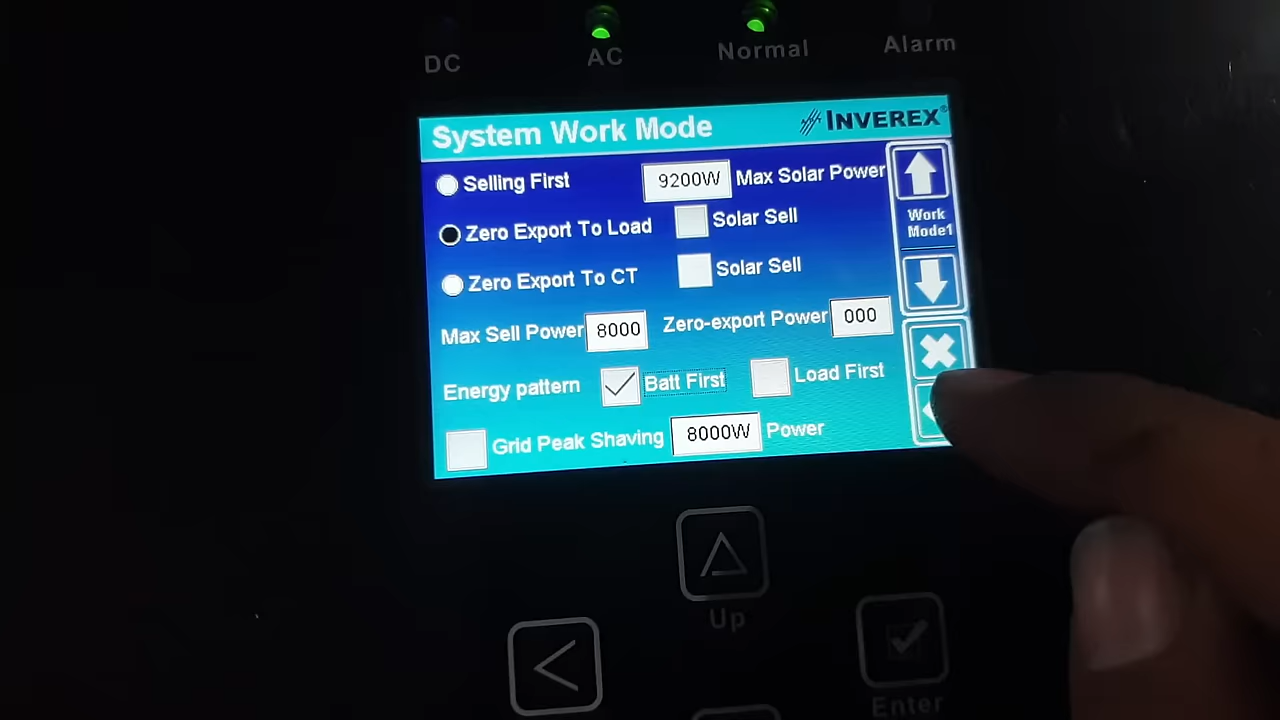 DC AC Normal Alarm
System Work Mode INVEREX®
Selling First 9200W Max Solar Power
Zero Export To Load Solar Sell
Zero Export To CT Solar Sell
Max Sell Power 8000 Zero-export Power 000
Energy pattern Batt First Load First
Grid Peak Shaving 8000W Power
Work
Mode1
Up
Enter